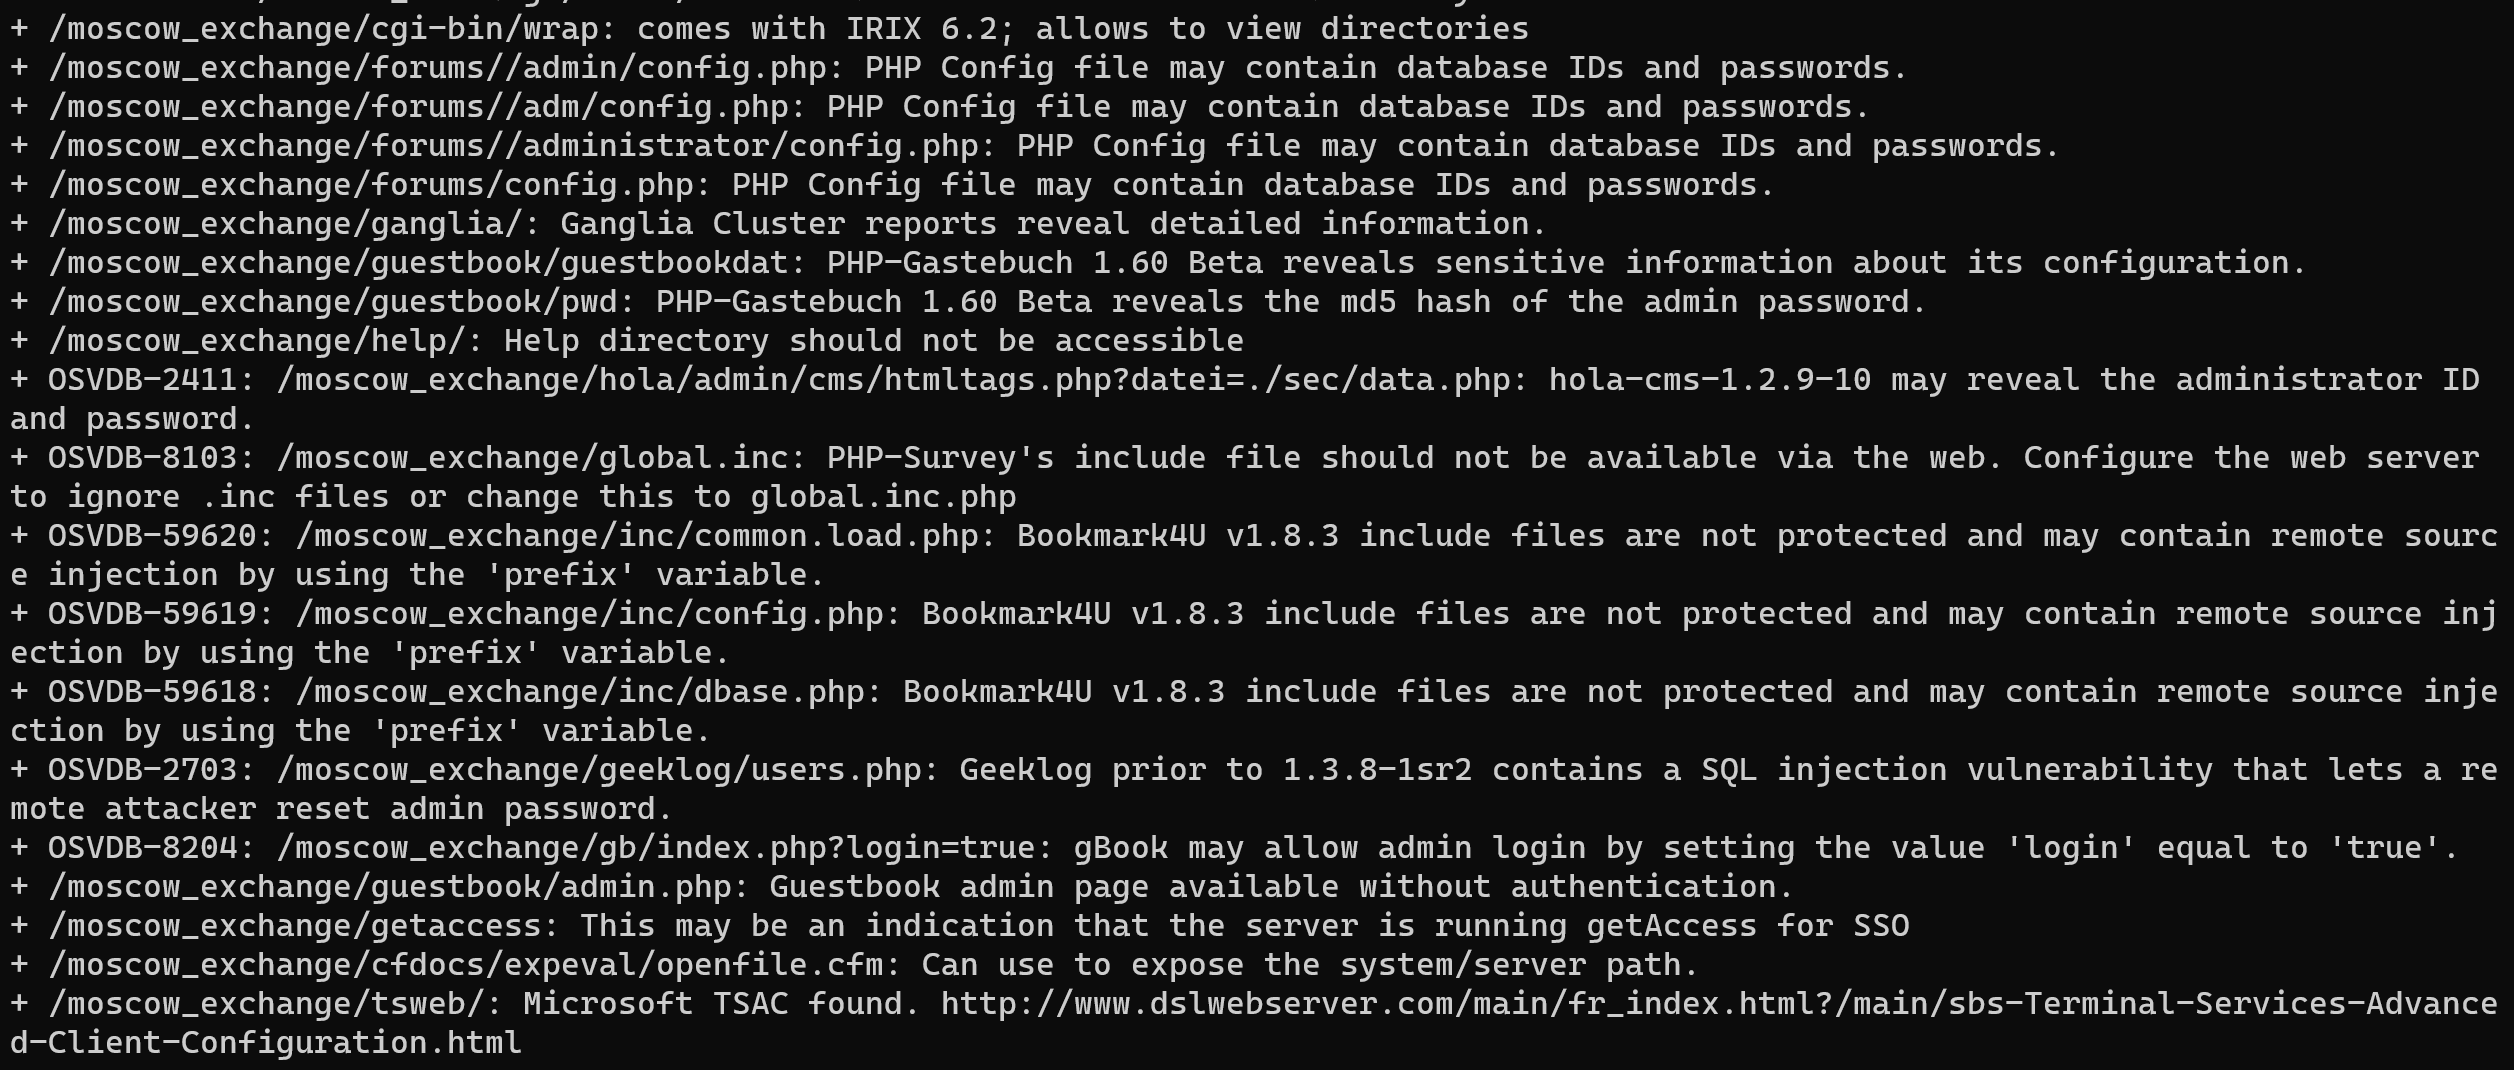 + /moscow_exchange/cgi-bin/wrap: comes with IRIX 6.2; allows to view directories
+ /moscow_exchange/forums//admin/config.php: PHP Config file may contain database IDs and passwords.
+ /moscow_exchange/forums//adm/config.php: PHP Config file may contain database IDs and passwords.
+ /moscow_exchange/forums//administrator/config.php: PHP Config file may contain database IDs and passwords.
+ /moscow_exchange/forums/config.php: PHP Config file may contain database IDs and passwords.
+ /moscow_exchange/ganglia/: Ganglia Cluster reports reveal detailed information.
+ /moscow_exchange/guestbook/guestbookdat: PHP-Gastebuch 1.60 Beta reveals sensitive information about its configuration.
+ /moscow_exchange/guestbook/pwd: PHP-Gastebuch 1.60 Beta reveals the md5 hash of the admin password.
+ /moscow_exchange/help/: Help directory should not be accessible
+ OSVDB-2411: /moscow_exchange/hola/admin/cms/htmltags.php?datei=./sec/data.php: hola-cms-1.2.9-10 may reveal the administrator ID
and password.
+ OSVDB-8103: /moscow_exchange/global.inc: PHP-Survey's include file should not be available via the web. Configure the web server
to ignore .inc files or change this to global.inc.php
+ OSVDB-59620: /moscow_exchange/inc/common.load.php: Bookmark4U v1.8.3 include files are not protected and may contain remote sourc
e injection by using the 'prefix' variable.
+ OSVDB-59619: /moscow_exchange/inc/config.php: Bookmark4U v1.8.3 include files are not protected and may contain remote source inj
ection by using the 'prefix' variable.
+ OSVDB-59618: /moscow_exchange/inc/dbase.php: Bookmark4U v1.8.3 include files are not protected and may contain remote source inje
ction by using the 'prefix' variable.
+ OSVDB-2703: /moscow_exchange/geeklog/users.php: Geeklog prior to 1.3.8-1sr2 contains a SQL injection vulnerability that lets a re
mote attacker reset admin password.
+ OSVDB-8204: /moscow_exchange/gb/index.php?login=true: gBook may allow admin login by setting the value 'login' equal to 'true'.
+ /moscow_exchange/guestbook/admin.php: Guestbook admin page available without authentication.
+ /moscow_exchange/getaccess: This may be an indication that the server is running getAccess for SSO
+ /moscow_exchange/cfdocs/expeval/openfile.cfm: Can use to expose the system/server path.
+ /moscow_exchange/tsweb/: Microsoft TSAC found. http://www.dslwebserver.com/main/fr_index.html?/main/sbs-Terminal-Services-Advance
d-Client-Configuration.html